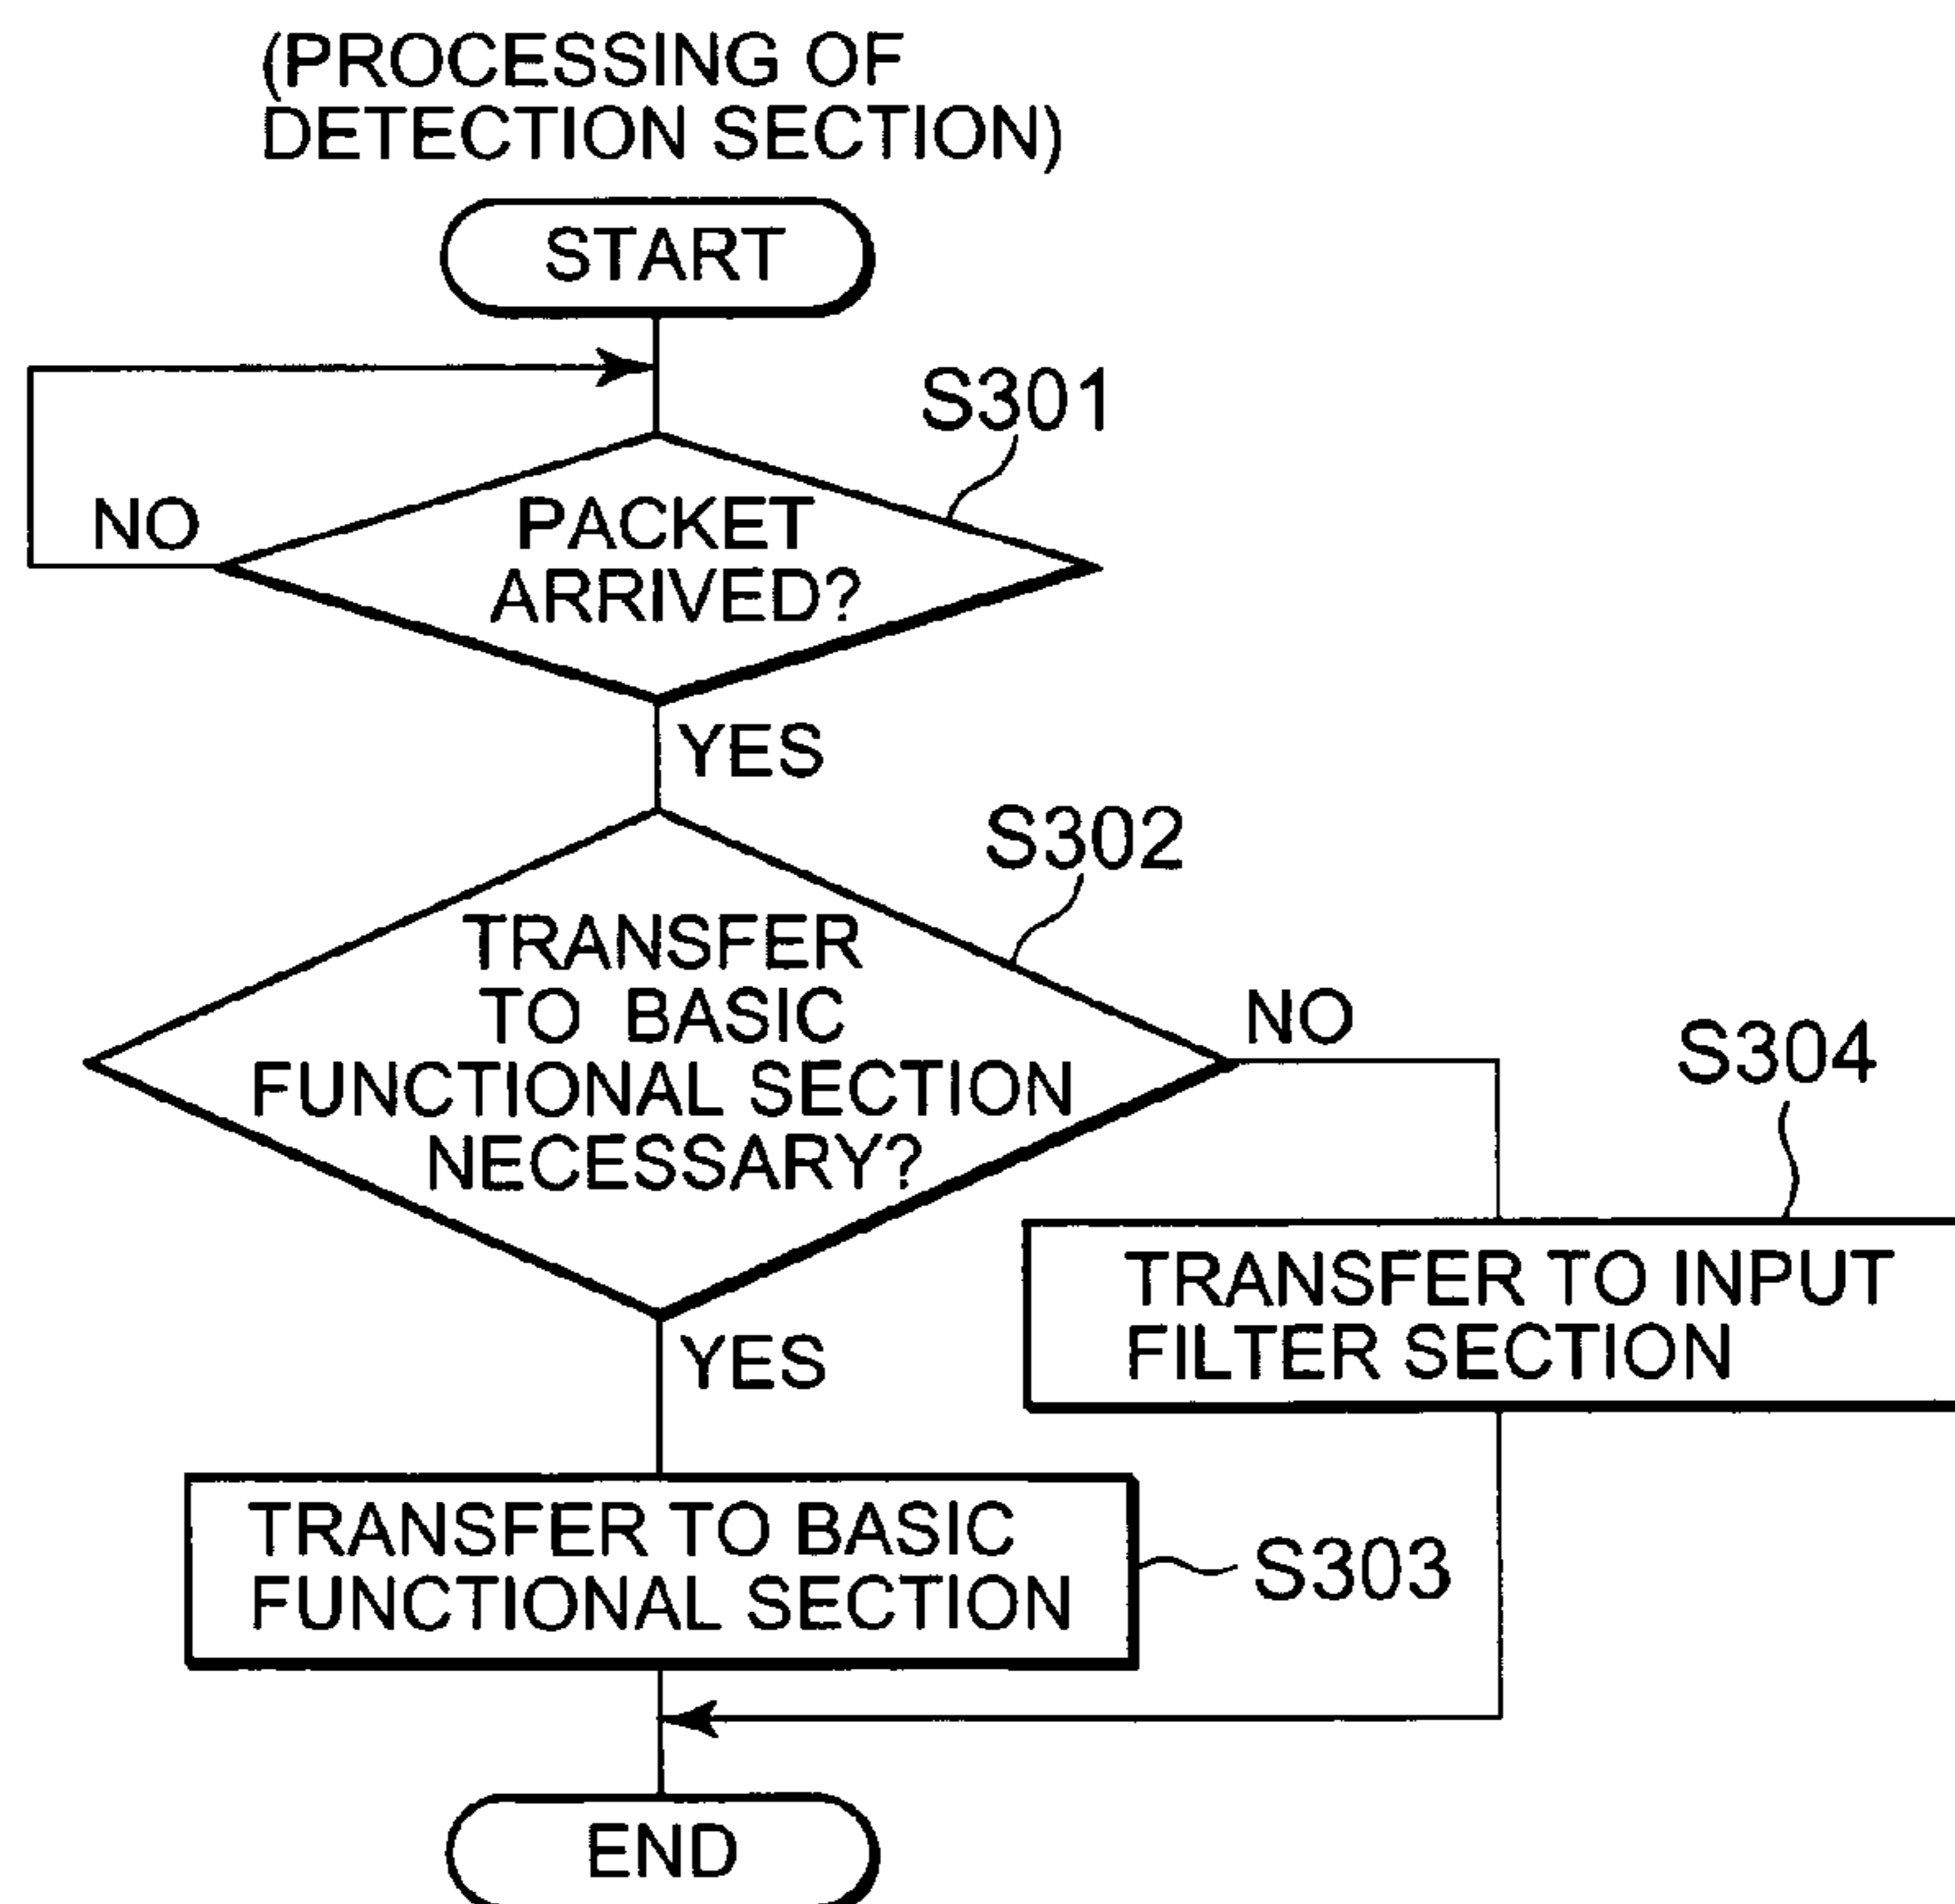 (PROCESSING OF
DETECTION SECTION)
START
S301
NO
PACKET
ARRIVED?
YES
S302
TRANSFER
TO BASIC
FUNCTIONAL SECTION
NECESSARY?
NO
S304
TRANSFER TO INPUT
FILTER SECTION
YES
TRANSFER TO BASIC
FUNCTIONAL SECTION
S303
END